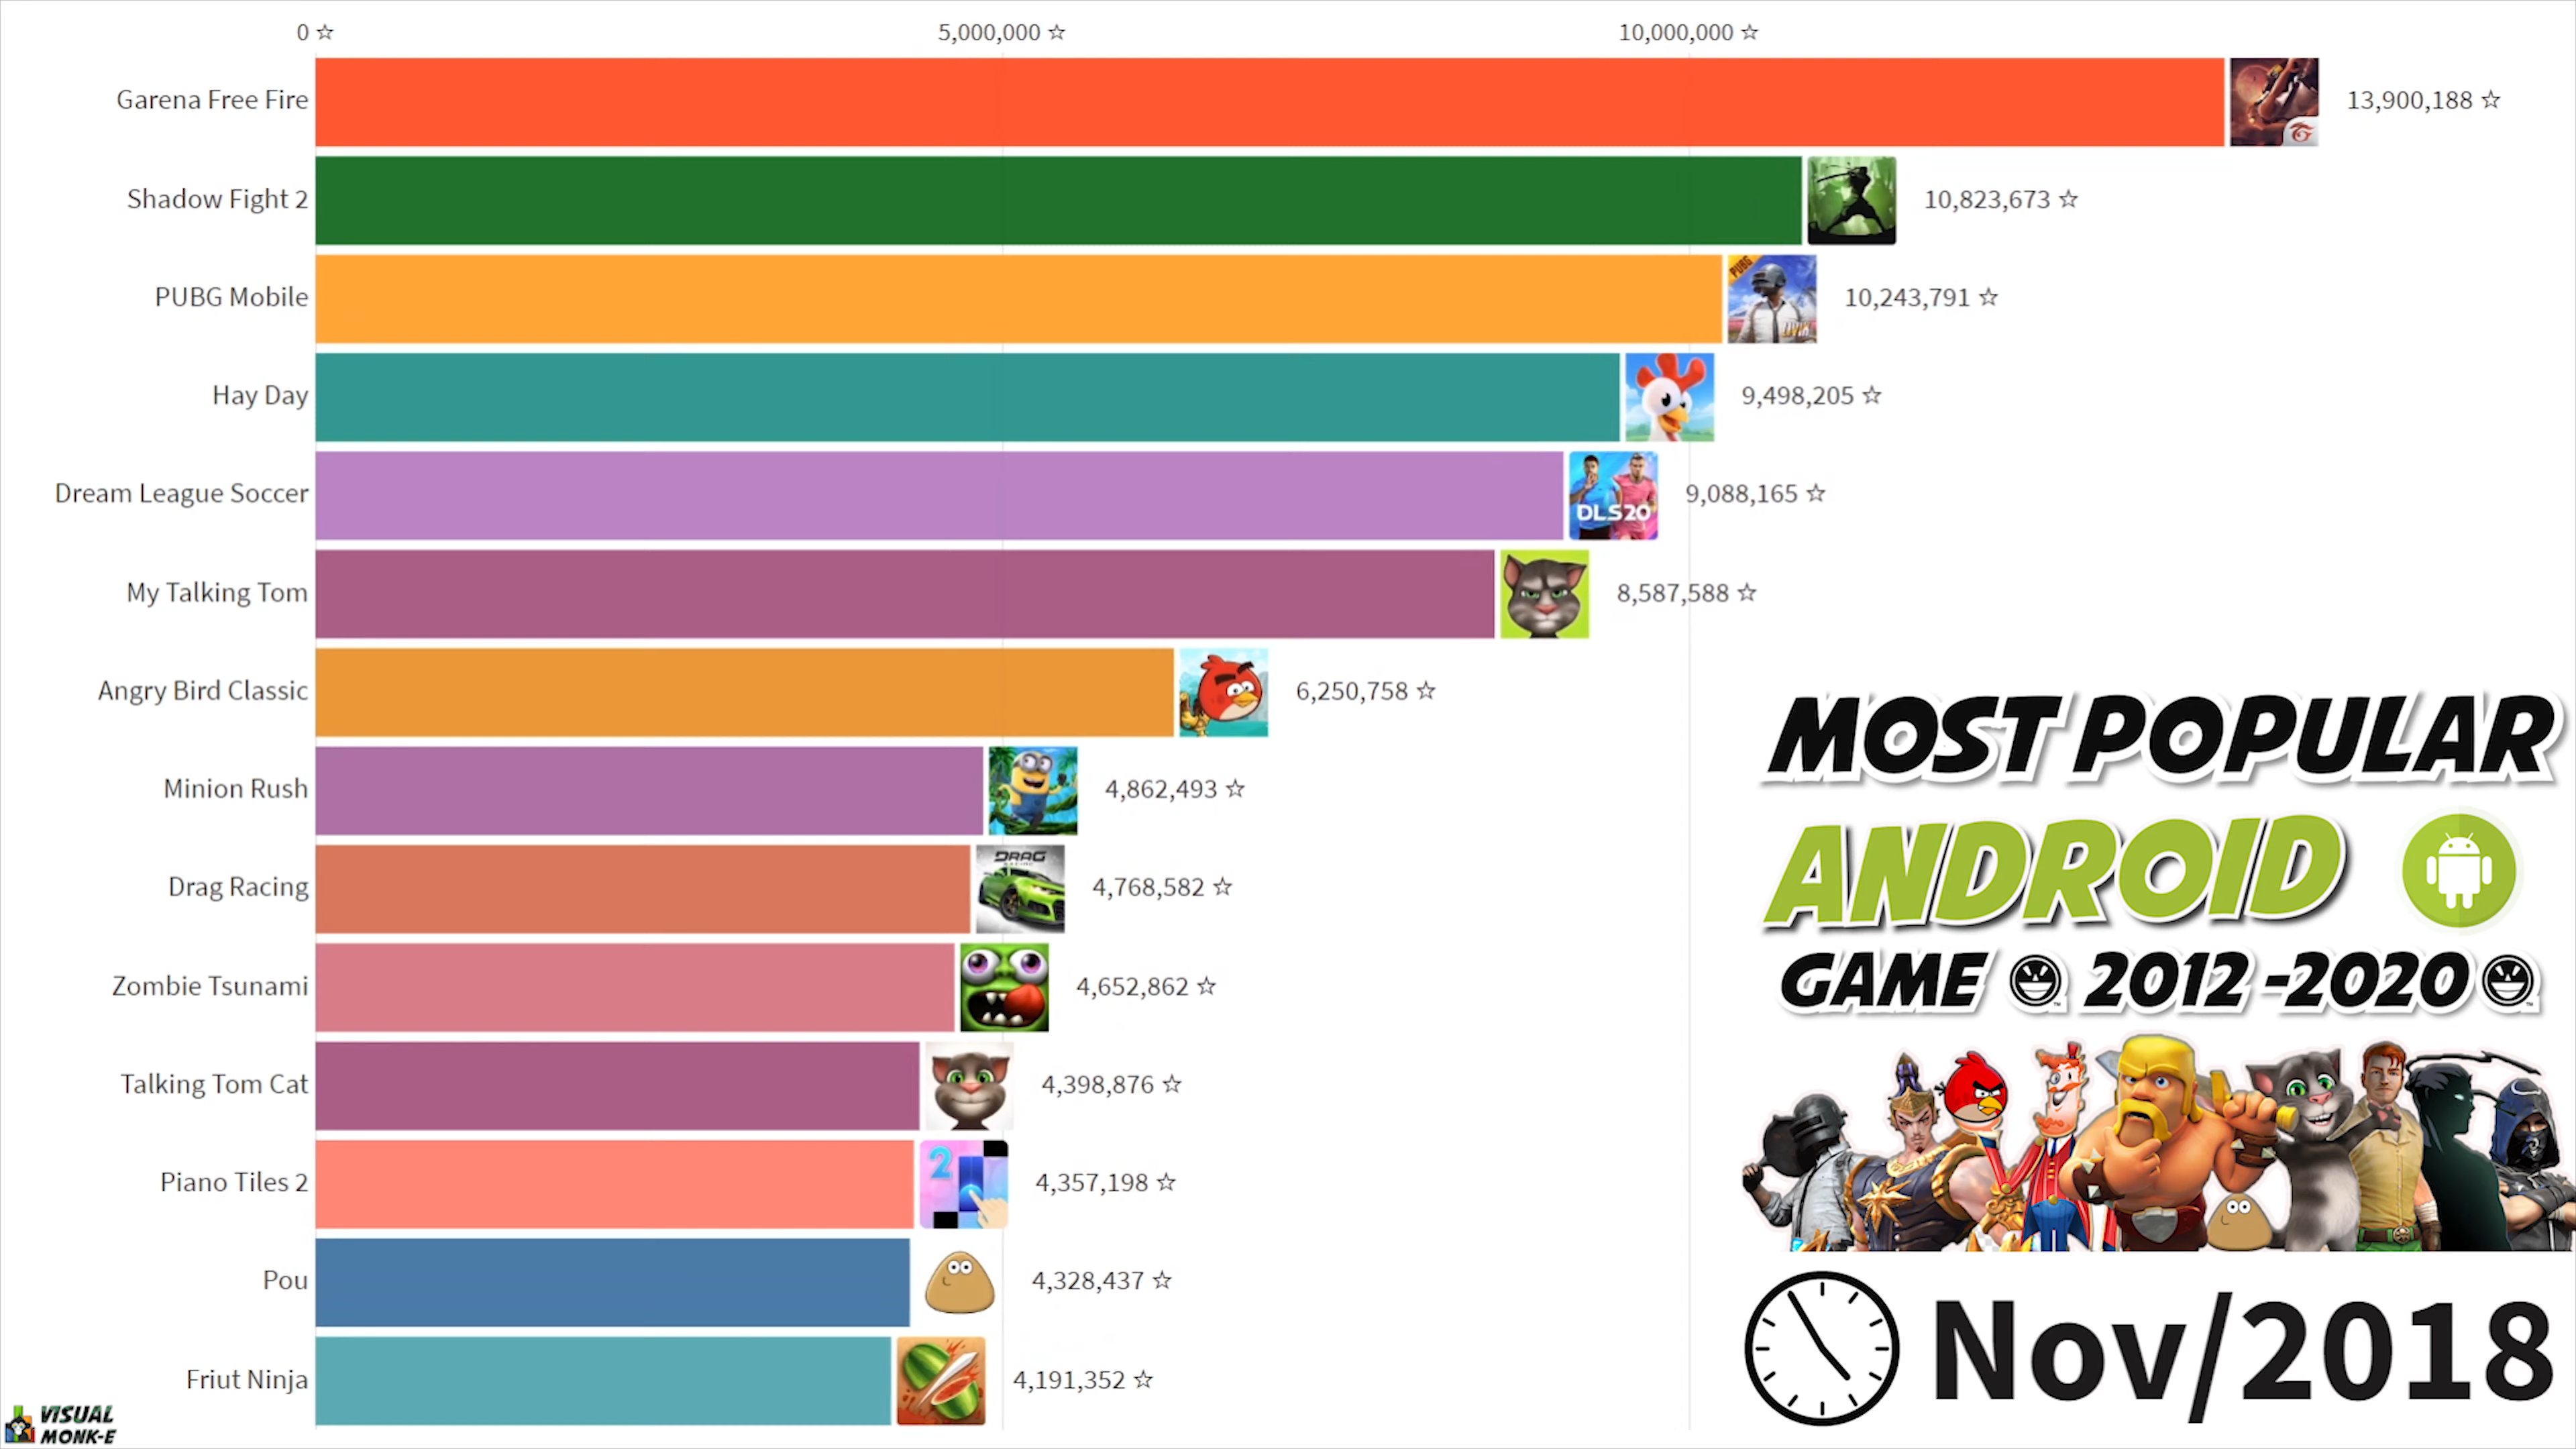 0 ☆ 5,000,000 ☆ 10,000,000 ☆
Garena Free Fire 13,900,188 ☆
Shadow Fight 2 10,823,673 ☆
PUBG
PUBG Mobile 10,243,791 ☆
Hay Day 9,498,205 ☆
Dream League Soccer 9,088,165 ☆
DLS20
My Talking Tom 8,587,588 ☆
Angry Bird Classic 6,250,758 ☆
Minion Rush 4,862,493 ☆
DRAG
Drag Racing 4,768,582 ☆
Zombie Tsunami 4,652,862 ☆
Talking Tom Cat 4,398,876 ☆
2
Piano Tiles 2 4,357,198 ☆
Pou 4,328,437 ☆
Friut Ninja 4,191,352 ☆
MOST POPULAR
ANDROID
GAME 2012-2020
Nov/2018
VISUAL
MONK-E